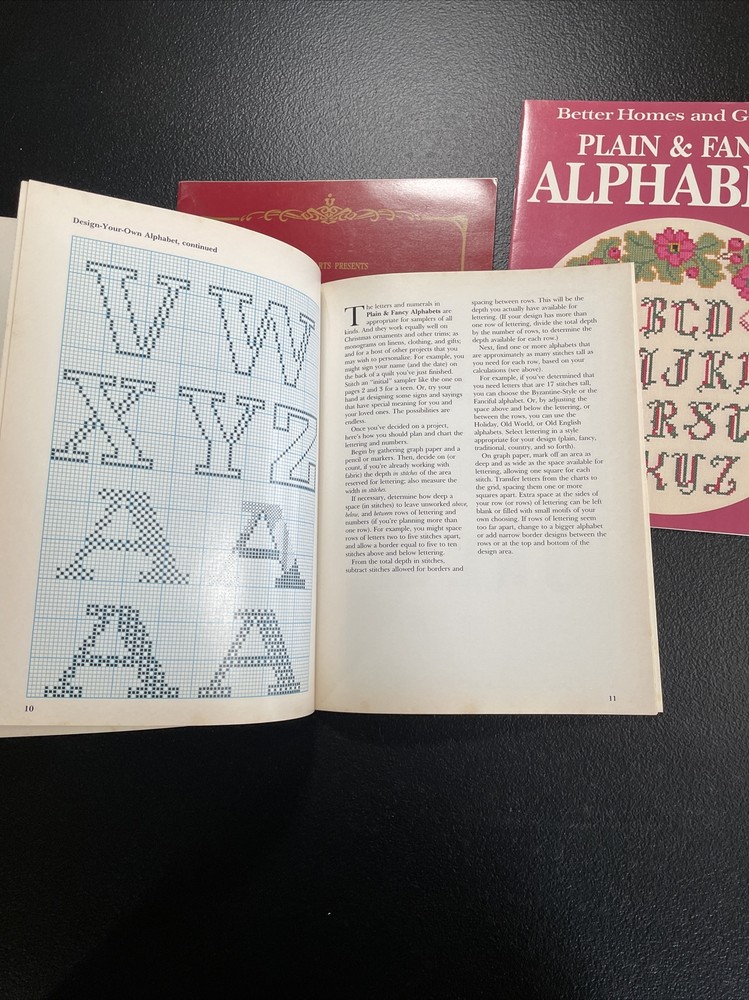 Better Homes and G
PLAIN & FAN
ALPHAB
BCD
IJK
RSU
YZ
RTS PRESENTS
Design-Your-Own Alphabet, continued
V W
X Y Z
A A
A A
10
The letters and numerals in
Plain & Fancy Alphabets are
appropriate for samplers of all
kinds. And they work equally well on
Christmas ornaments and other trims; as
monograms on linens, clothing, and gifts;
and for a host of other projects that you
may wish to personalize. For example, you
might sign your name (and the date) on
the back of a quilt you've just finished.
Stitch an "initial" sampler like the one on
pages 2 and 3 for a teen. Or, try your
hand at designing some signs and sayings
that have special meaning for you and
your loved ones. The possibilities are
endless.
Once you've decided on a project,
here's how you should plan and chart the
lettering and numbers.
Begin by gathering graph paper and a
pencil or markers. Then, decide on (or
count, if you're already working with
fabric) the depth in stitches of the area
reserved for lettering; also measure the
width in stitches.
If necessary, determine how deep a
space (in stitches) to leave unworked above,
below, and between rows of lettering and
numbers (if you're planning more than
one row). For example, you might space
rows of letters two to five stitches apart,
and allow a border equal to five to ten
stitches above and below lettering.
From the total depth in stitches,
subtract stitches allowed for borders and
spacing between rows. This will be the
depth you actually have available for
lettering. (If your design has more than
one row of lettering, divide the total depth
by the number of rows, to determine the
depth available for each row.)
Next, find one or more alphabets that
are approximately as many stitches tall as
you need for each row, based on your
calculations (see above).
For example, if you've determined that
you need letters that are 17 stitches tall,
you can choose the Byzantine-Style or the
Fanciful alphabet. Or, by adjusting the
space above and below the lettering, or
between the rows, you can use the
Holiday, Old World, or Old English
alphabets. Select lettering in a style
appropriate for your design (plain, fancy,
traditional, country, and so forth).
On graph paper, mark off an area as
deep and as wide as the space available for
lettering, allowing one square for each
stitch. Transfer letters from the charts to
the grid, spacing them one or more
squares apart. Extra space at the sides of
your row (or rows) of lettering can be left
blank or filled with small motifs of your
own choosing. If rows of lettering seem
too far apart, change to a bigger alphabet
or add narrow border designs between the
rows or at the top and bottom of the
design area.
11